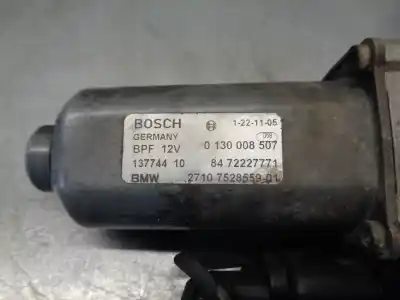 BOSCH 1-22-11-05
GERMANY 009
BPF 12V 0 130 008 507
137744 10 84 72227771
BMW 2710 7528559 01